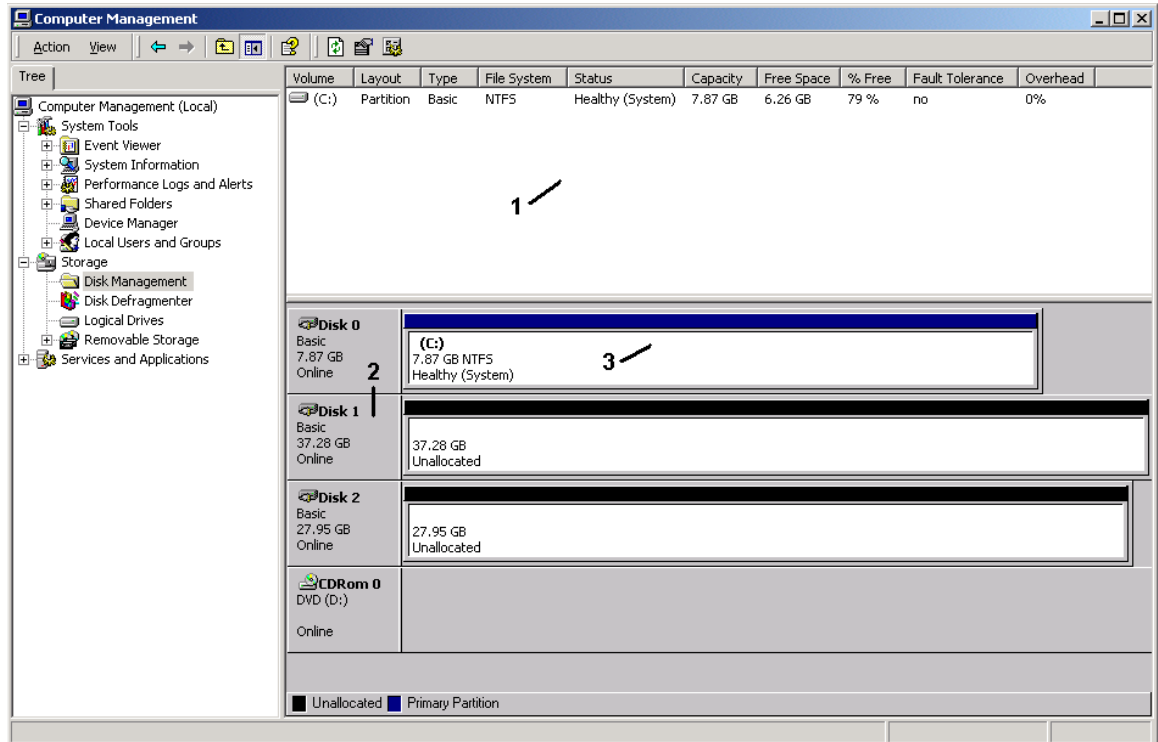 Computer Management
Action View
Tree
Computer Management (Local)
System Tools
Event Viewer
System Information
Performance Logs and Alerts
Shared Folders
Device Manager
Local Users and Groups
Storage
Disk Management
Disk Defragmenter
Logical Drives
Removable Storage
Services and Applications
Volume Layout Type File System Status Capacity Free Space % Free Fault Tolerance Overhead
(C:) Partition Basic NTFS Healthy (System) 7.87 GB 6.26 GB 79 % no 0%
1
Disk 0
Basic
7.87 GB
Online
2
(C:)
7.87 GB NTFS
Healthy (System)
3
Disk 1
Basic
37.28 GB
Online
37.28 GB
Unallocated
Disk 2
Basic
27.95 GB
Online
27.95 GB
Unallocated
CDRom 0
DVD (D:)
Online
Unallocated Primary Partition